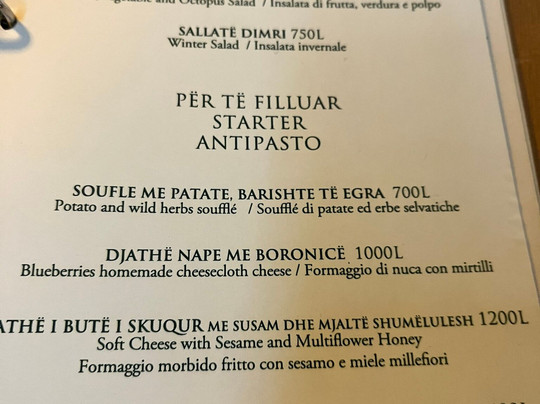 and Octopus Salad / Insalata di frutta, verdura e polpo
SALLATË DIMRI 750L
Winter Salad / Insalata invernale
PËR TË FILLUAR
STARTER
ANTIPASTO
SOUFLE ME PATATE, BARISHTE TË EGRA 700L
Potato and wild herbs soufflé / Soufflé di patate ed erbe selvatiche
DJATHË NAPE ME BORONICË 1000L
Blueberries homemade cheesecloth cheese / Formaggio di nuca con mirtilli
ATHË I BUTË I SKUQUR ME SUSAM DHE MJALTË SHUMËLULESH 1200L
Soft Cheese with Sesame and Multiflower Honey
Formaggio morbido fritto con sesamo e miele millefiori